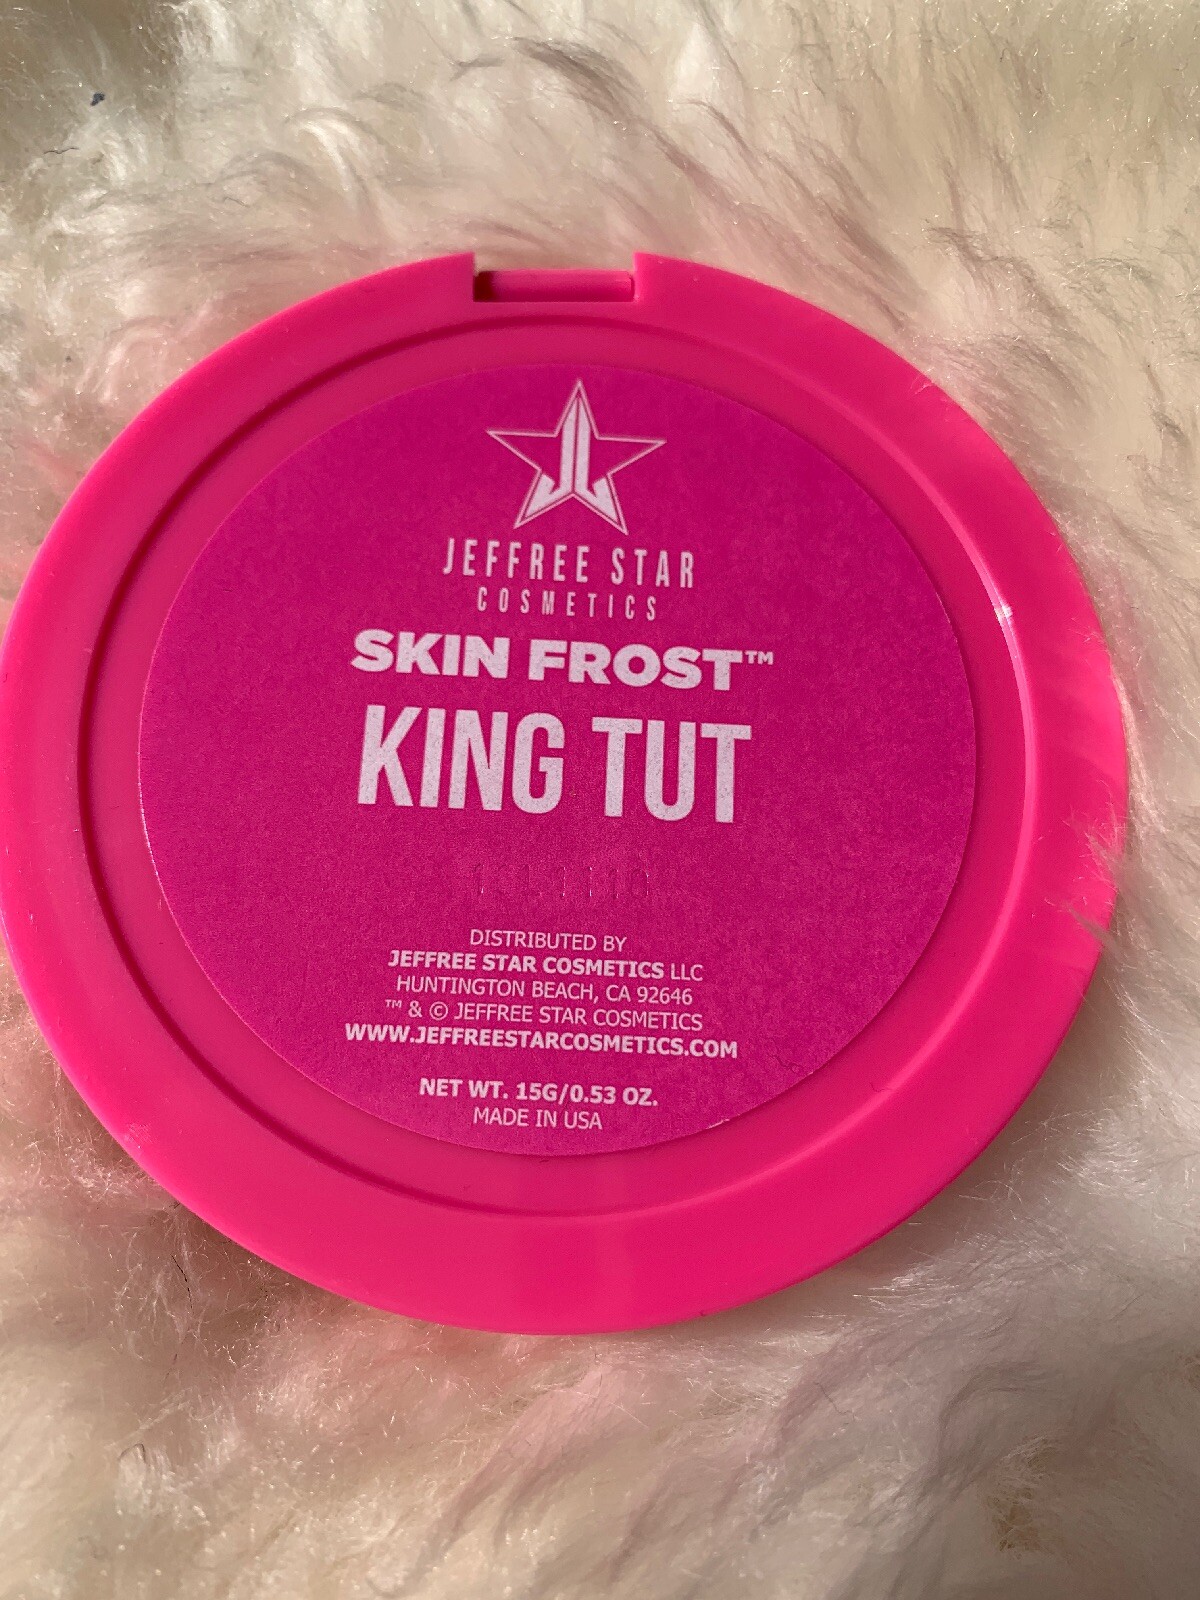 JEFFREE STAR
COSMETICS
SKIN FROST™
KING TUT
DISTRIBUTED BY
JEFFREE STAR COSMETICS LLC
HUNTINGTON BEACH, CA 92646
™ & © JEFFREE STAR COSMETICS
WWW.JEFFREESTARCOSMETICS.COM
NET WT. 15G/0.53 OZ.
MADE IN USA